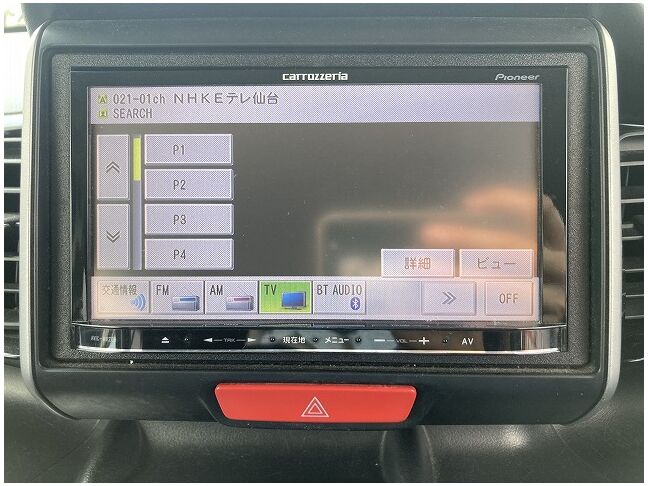 carrozzeria
Pioneer
021-01ch NHKEテレ仙台
SEARCH
P1
P2
P3
P4
詳細 ビュー
交通情報 FM AM TV BT AUDIO OFF
TRK 現在地 メニュー VOL AV